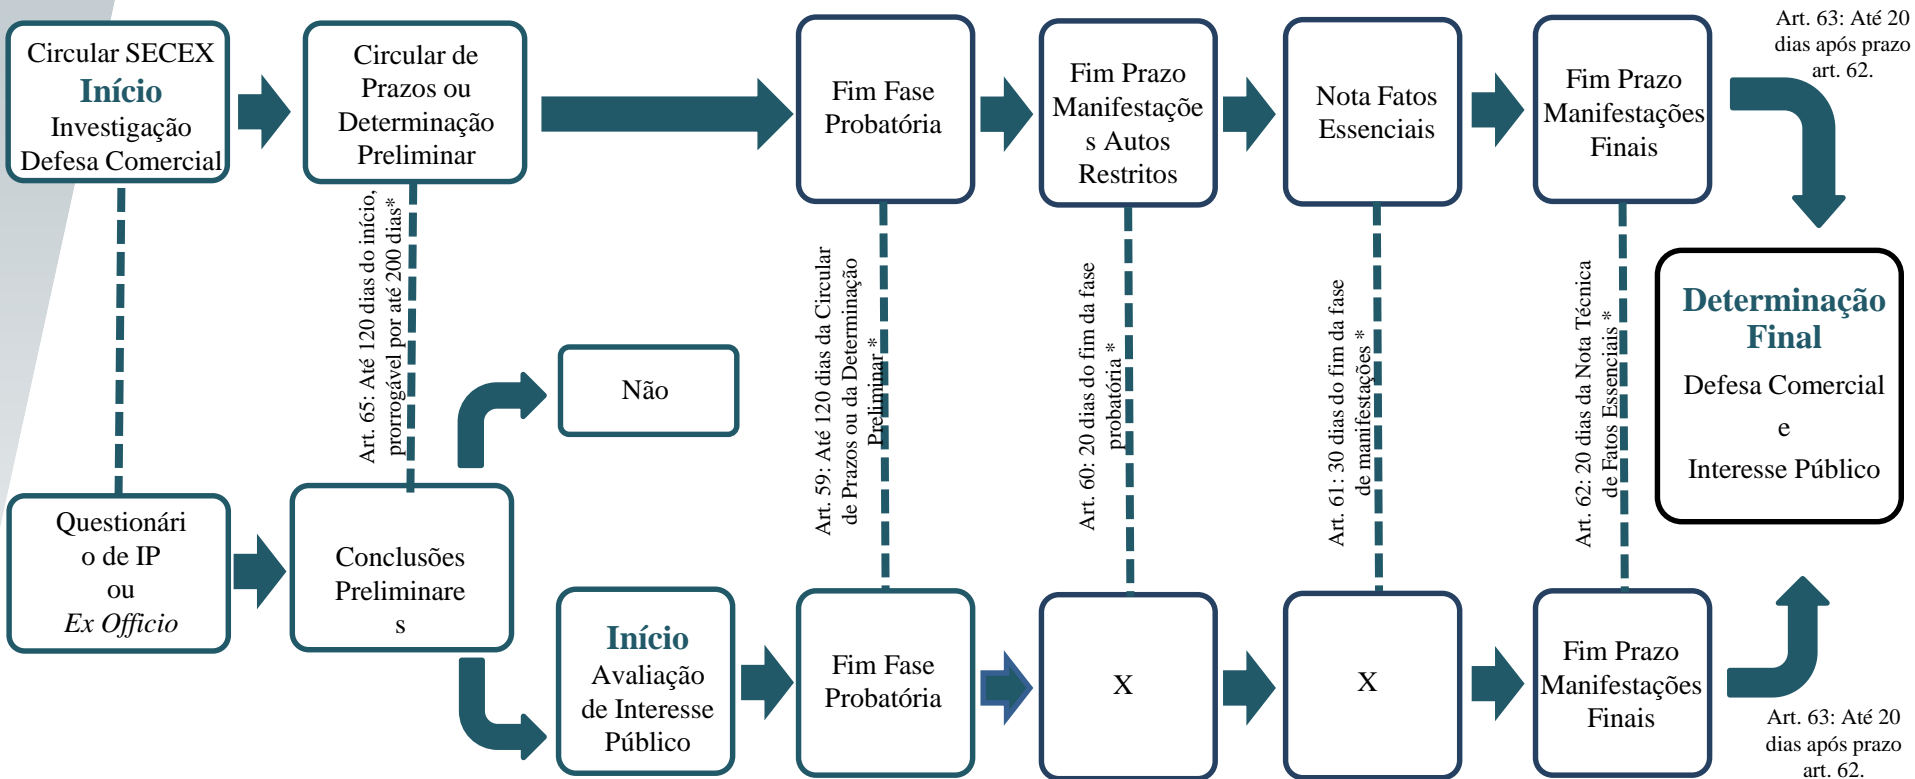 Circular SECEX
Início
Investigação
Defesa Comercial
Circular de
Prazos ou
Determinação
Preliminar
Fim Fase
Probatória
Fim Prazo
Manifestaçõe
s Autos
Restritos
Nota Fatos
Essenciais
Fim Prazo
Manifestações
Finais
Art. 63: Até 20
dias após prazo
art. 62.
Art. 65: Até 120 dias do início,
prorrogável por até 200 dias*
Art. 59: Até 120 dias da Circular
de Prazos ou da Determinação
Preliminar *
Art. 60: 20 dias do fim da fase
probatória *
Art. 61: 30 dias do fim da fase
de manifestações *
Art. 62: 20 dias da Nota Técnica
de Fatos Essenciais *
Determinação
Final
Defesa Comercial
e
Interesse Público
Não
Questionári
o de IP
ou
Ex Officio
Conclusões
Preliminare
s
Início
Avaliação
de Interesse
Público
Fim Fase
Probatória
X
X
Fim Prazo
Manifestações
Finais
Art. 63: Até 20
dias após prazo
art. 62.